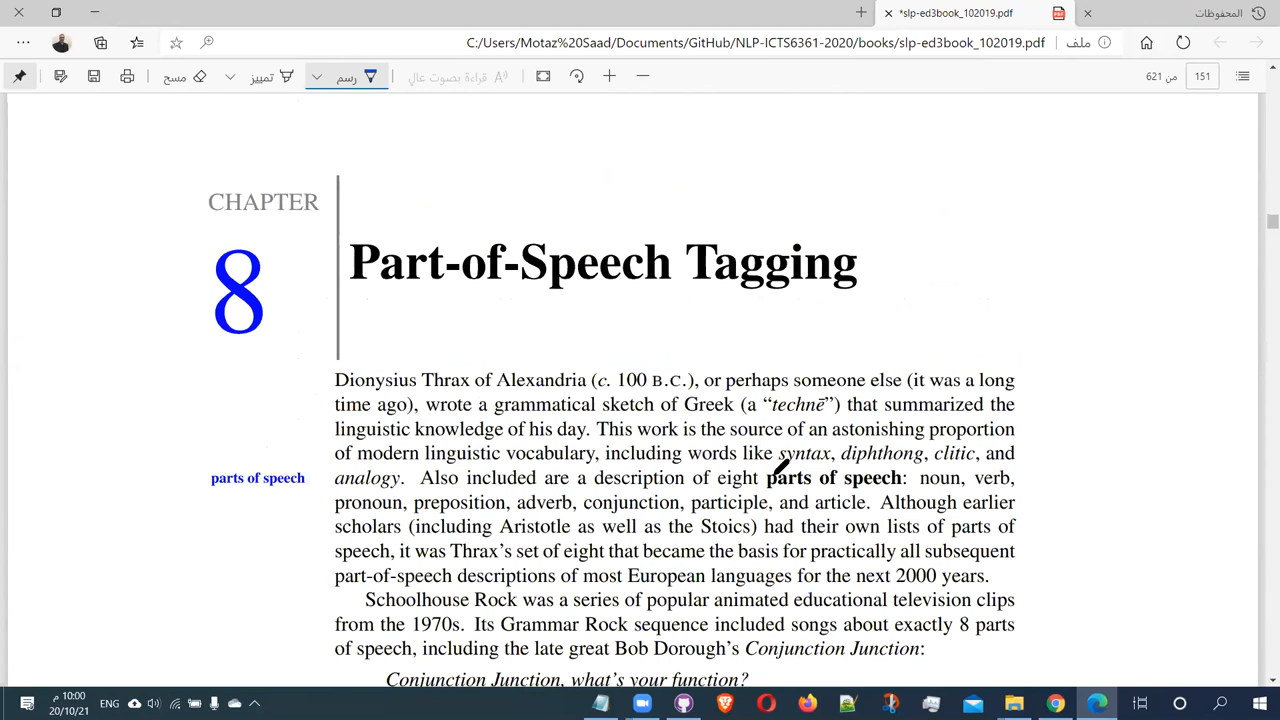 *slp-ed3book_102019.pdf
المحفوظات
C:/Users/Motaz%20Saad/Documents/GitHub/NLP-ICTS6361-2020/books/slp-ed3book_102019.pdf
ملف
مسح
تمييز
رسم
قراءة بصوت عالٍ
من 621
151
CHAPTER
8
Part-of-Speech Tagging
Dionysius Thrax of Alexandria (c. 100 B.C.), or perhaps someone else (it was a long
time ago), wrote a grammatical sketch of Greek (a “technē”) that summarized the
linguistic knowledge of his day. This work is the source of an astonishing proportion
of modern linguistic vocabulary, including words like syntax, diphthong, clitic, and
parts of speech
analogy. Also included are a description of eight parts of speech: noun, verb,
pronoun, preposition, adverb, conjunction, participle, and article. Although earlier
scholars (including Aristotle as well as the Stoics) had their own lists of parts of
speech, it was Thrax’s set of eight that became the basis for practically all subsequent
part-of-speech descriptions of most European languages for the next 2000 years.
Schoolhouse Rock was a series of popular animated educational television clips
from the 1970s. Its Grammar Rock sequence included songs about exactly 8 parts
of speech, including the late great Bob Dorough’s Conjunction Junction:
Conjunction Junction, what’s your function?
10:00 م
20/10/21
ENG